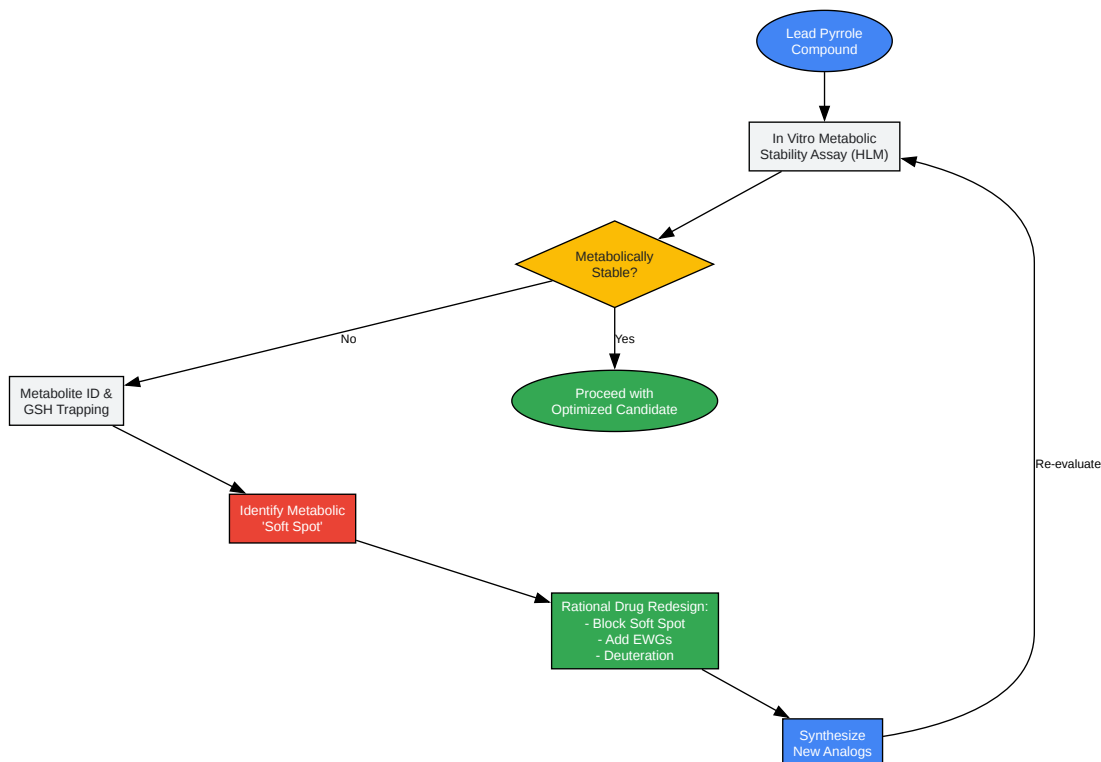 Lead Pyrrole
Compound
In Vitro Metabolic
Stability Assay (HLM)
Metabolically
Stable?
No
Yes
Metabolite ID &
GSH Trapping
Proceed with
Optimized Candidate
Re-evaluate
Identify Metabolic
'Soft Spot'
Rational Drug Redesign:
- Block Soft Spot
- Add EWGs
- Deuteration
Synthesize
New Analogs